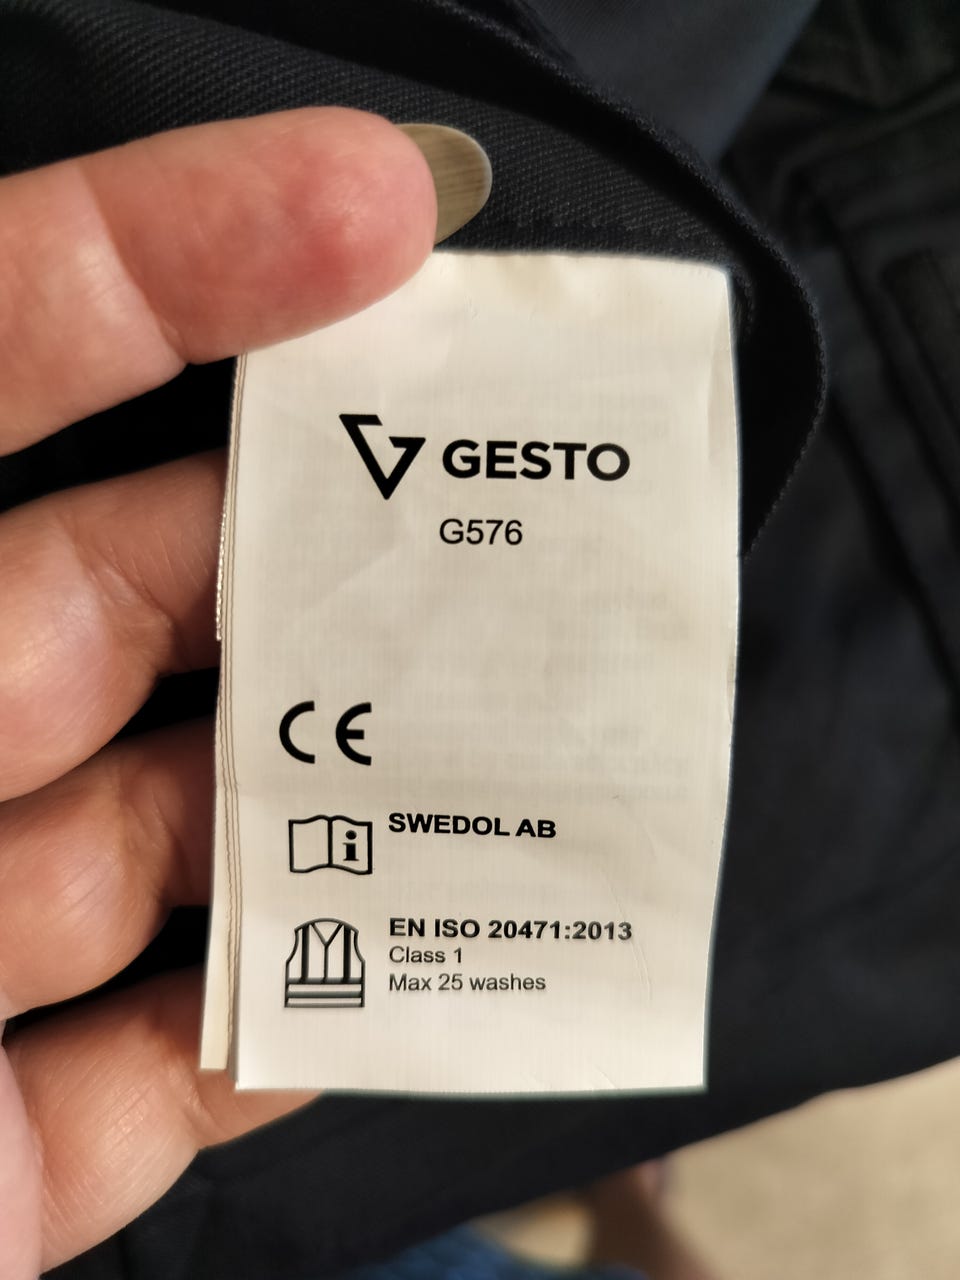 GESTO
G576
CE
SWEDOL AB
i
EN ISO 20471:2013
Class 1
Max 25 washes